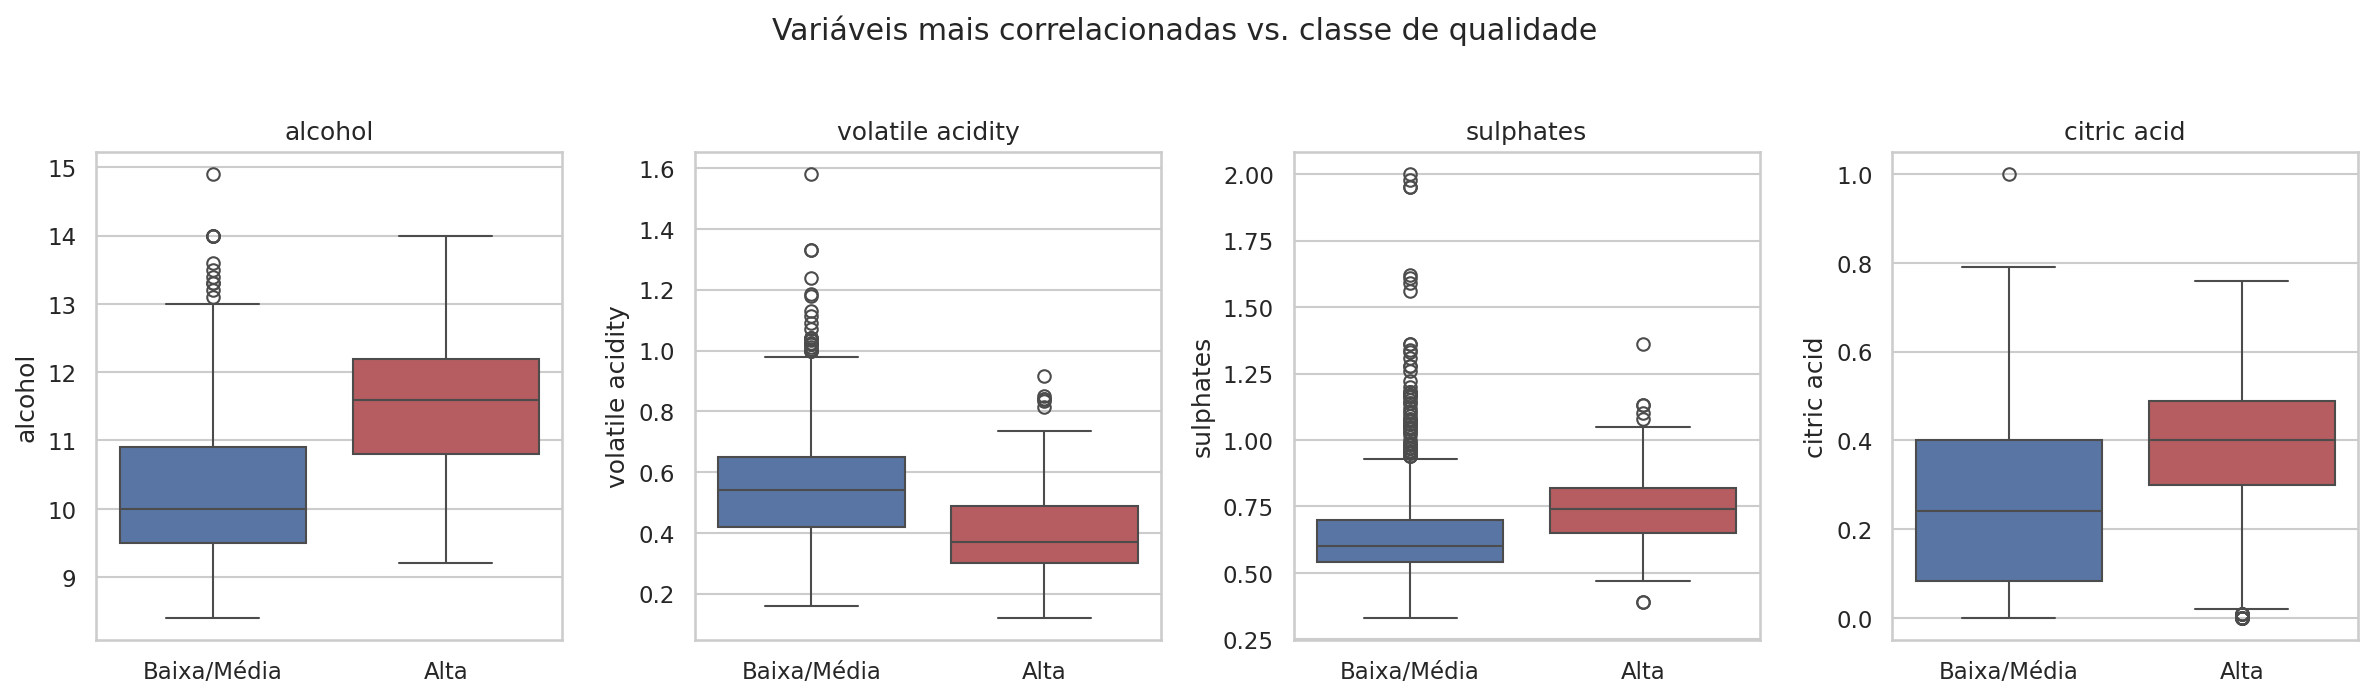 Variáveis mais correlacionadas vs. classe de qualidade
alcohol
15
14
13
12
11
10
9
alcohol
Baixa/Média
Alta
volatile acidity
1.6
1.4
1.2
1.0
0.8
0.6
0.4
0.2
volatile acidity
Baixa/Média
Alta
sulphates
2.00
1.75
1.50
1.25
1.00
0.75
0.50
0.25
sulphates
Baixa/Média
Alta
citric acid
1.0
0.8
0.6
0.4
0.2
0.0
citric acid
Baixa/Média
Alta